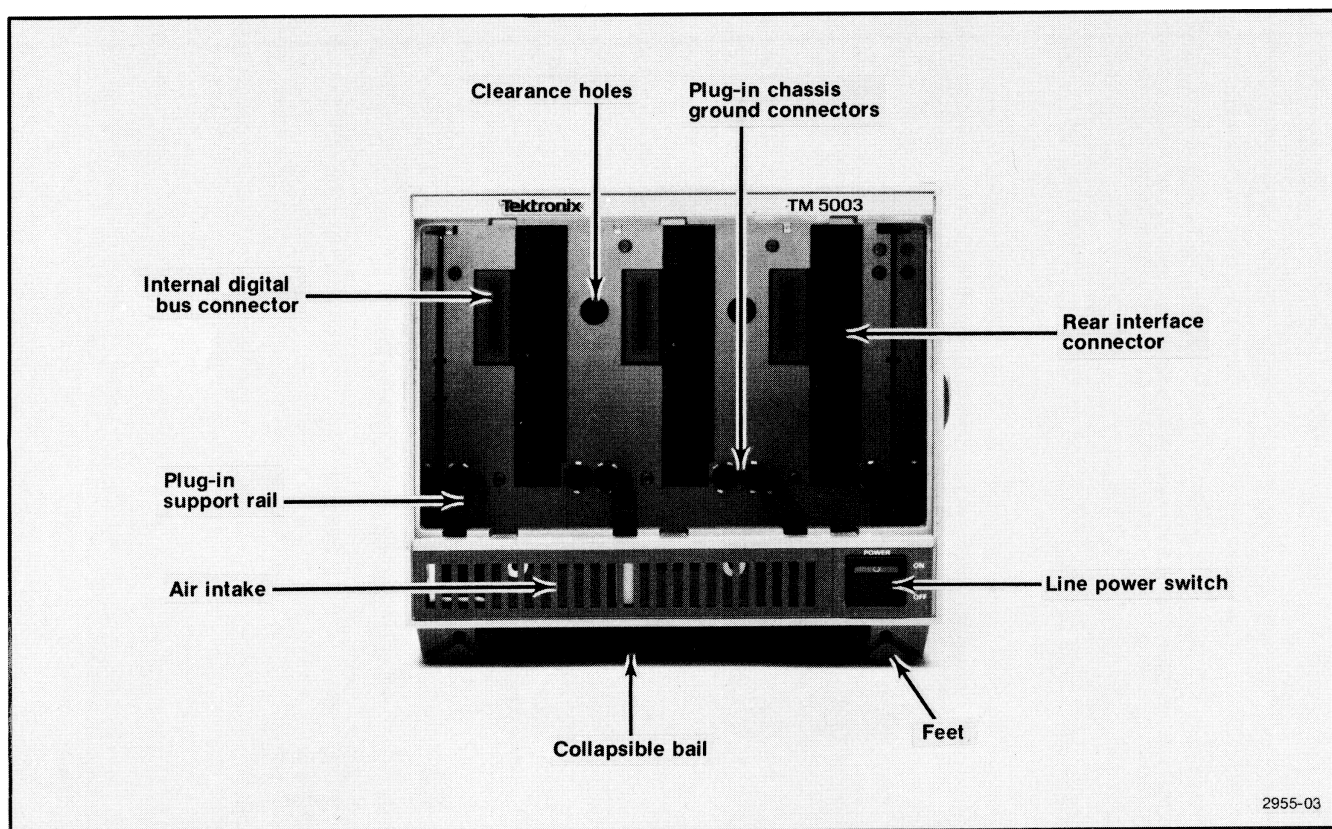 Clearance holes
Plug-in chassis
ground connectors
Tektronix
TM 5003
Internal digital
bus connector
Rear interface
connector
Plug-in
support rail
POWER
ON
OFF
Air intake
Line power switch
Feet
Collapsible bail
2955-03